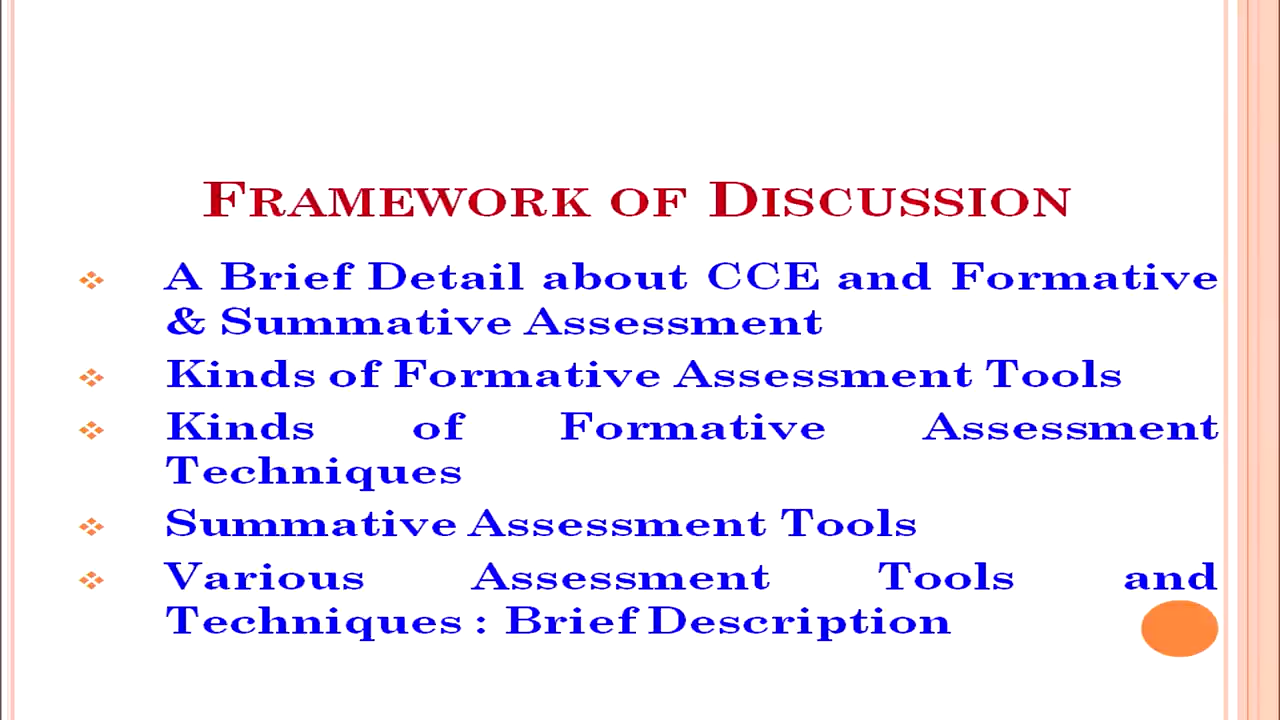 FRAMEWORK OF DISCUSSION
A Brief Detail about CCE and Formative
& Summative Assessment
Kinds of Formative Assessment Tools
Kinds of Formative Assessment
Techniques
Summative Assessment Tools
Various Assessment Tools and
Techniques : Brief Description